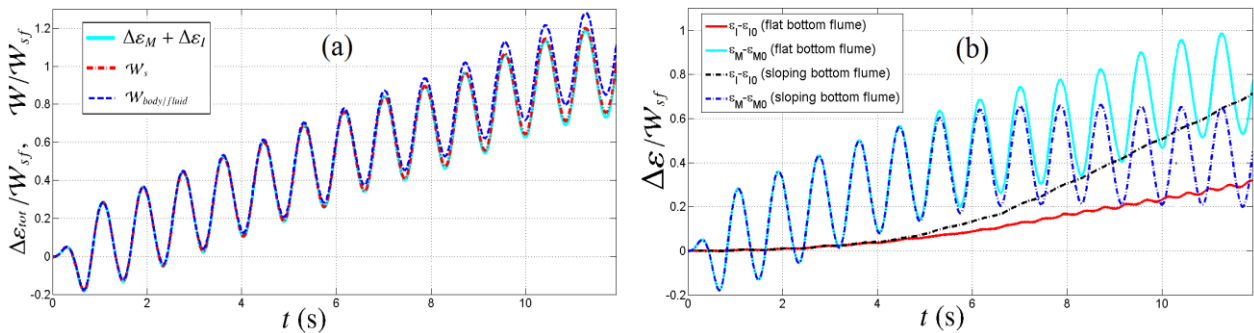 (a)
Δε_M + Δε_I
𝒲_s
𝒲_body/fluid
Δε_tot/𝒲_sf, 𝒲/𝒲_sf
1.2
1
0.8
0.6
0.4
0.2
0
-0.2
0 2 4 6 8 10
t (s)
(b)
ε_I-ε_I0 (flat bottom flume)
ε_M-ε_M0 (flat bottom flume)
ε_I-ε_I0 (sloping bottom flume)
ε_M-ε_M0 (sloping bottom flume)
Δε/𝒲_sf
1
0.8
0.6
0.4
0.2
0
-0.2
0 2 4 6 8 10
t (s)